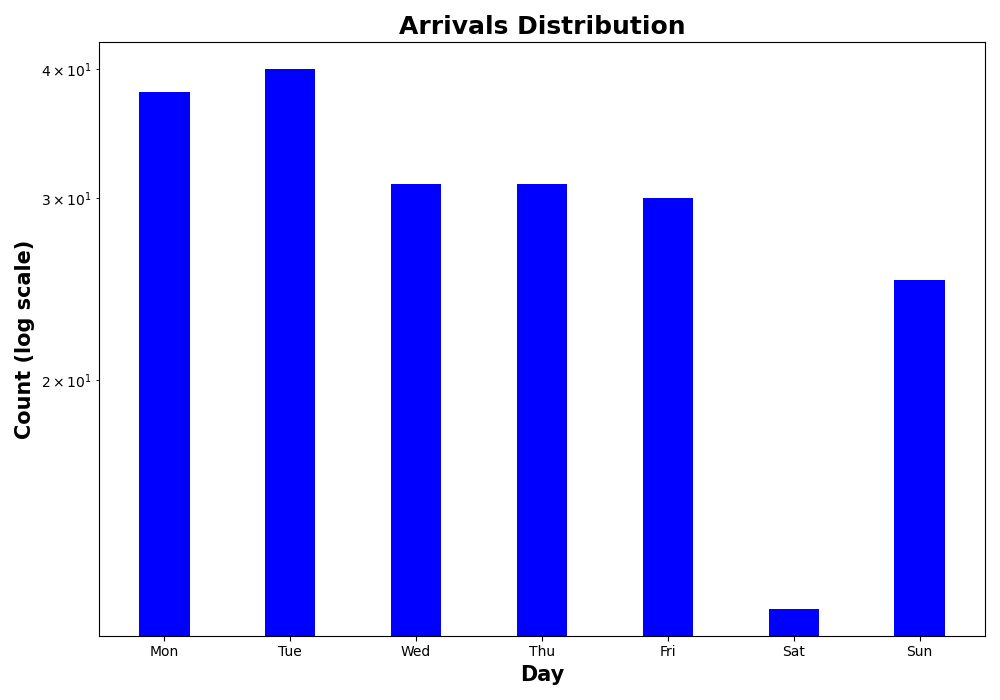 Arrivals Distribution
4 × 10¹
3 × 10¹
2 × 10¹
Count (log scale)
Mon Tue Wed Thu Fri Sat Sun
Day